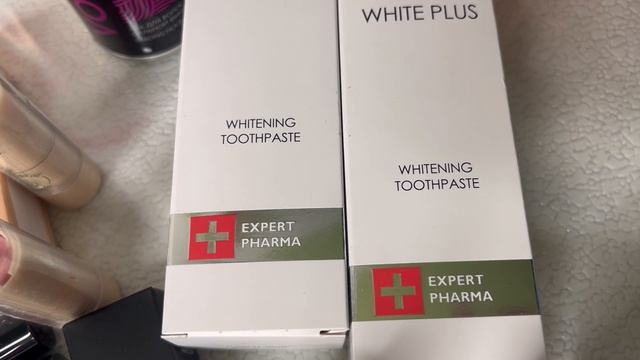 WHITENING
TOOTHPASTE
EXPERT
PHARMA
WHITE PLUS
WHITENING
TOOTHPASTE
EXPERT
PHARMA